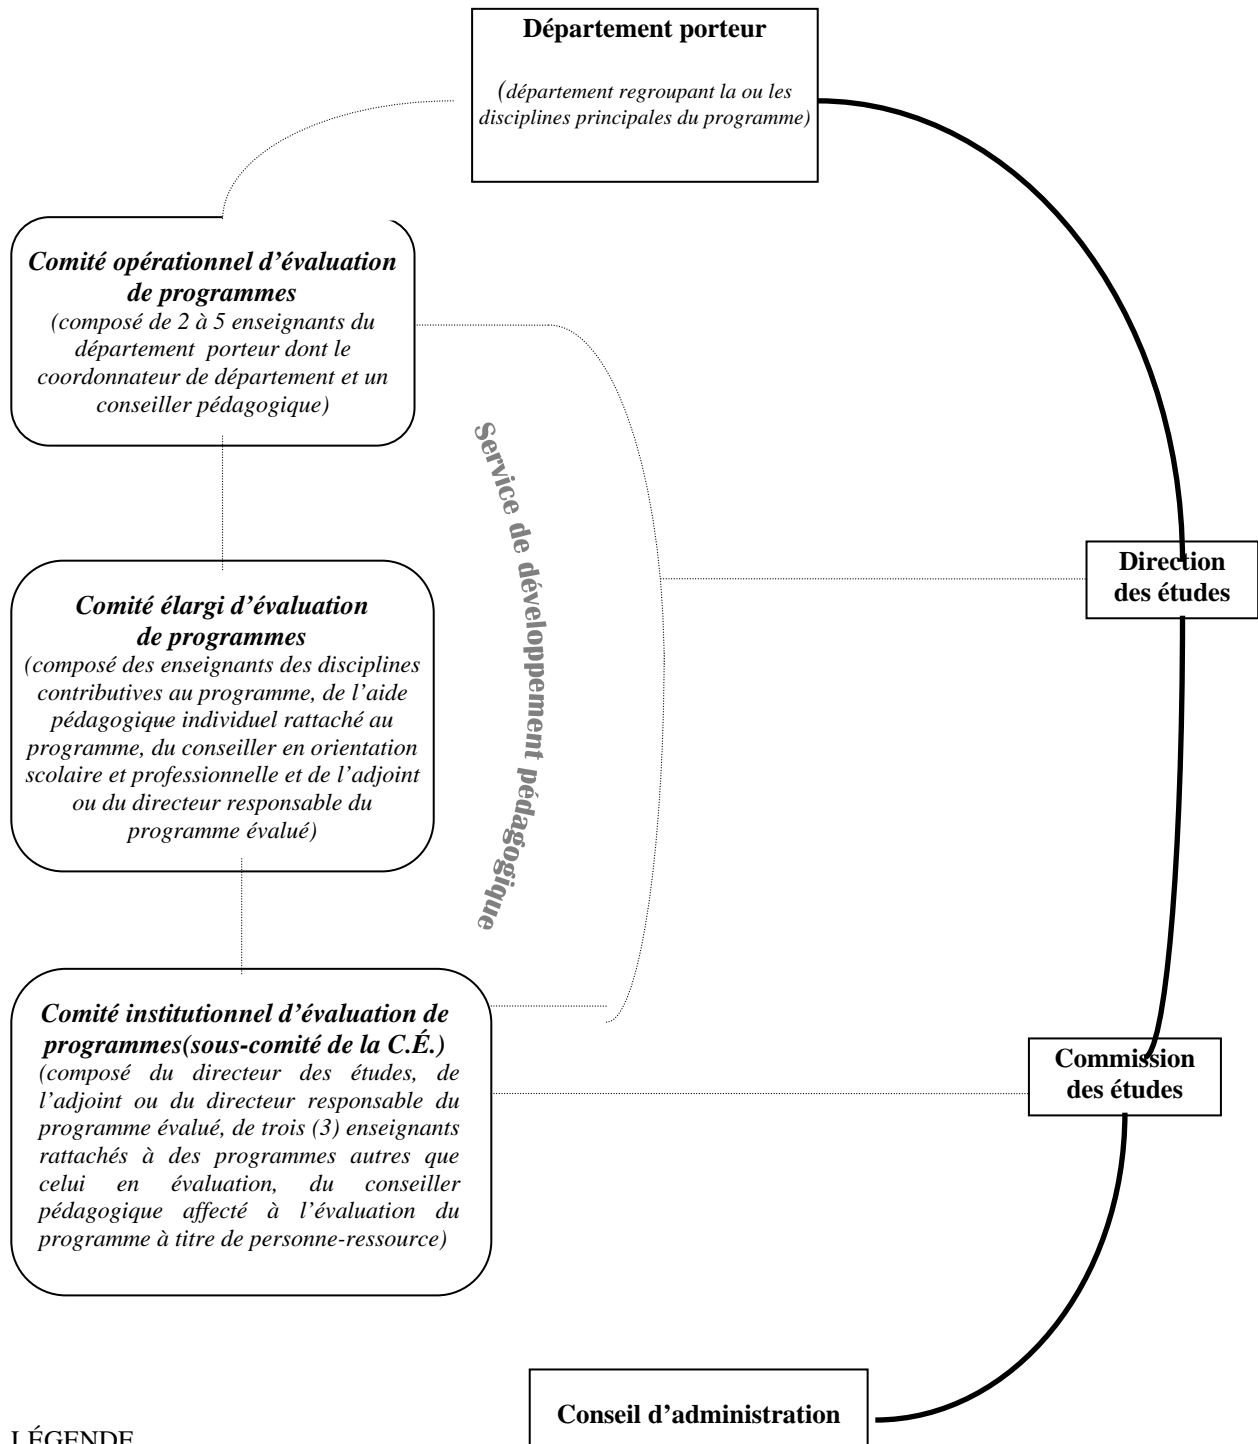 Département porteur
(département regroupant la ou les
disciplines principales du programme)
Comité opérationnel d’évaluation
de programmes
(composé de 2 à 5 enseignants du
département porteur dont le
coordonnateur de département et un
conseiller pédagogique)
Service de développement pédagogique
Direction
des études
Comité élargi d’évaluation
de programmes
(composé des enseignants des disciplines
contributives au programme, de l’aide
pédagogique individuel rattaché au
programme, du conseiller en orientation
scolaire et professionnelle et de l’adjoint
ou du directeur responsable du
programme évalué)
Comité institutionnel d’évaluation de
programmes(sous-comité de la C.É.)
(composé du directeur des études, de
l’adjoint ou du directeur responsable du
programme évalué, de trois (3) enseignants
rattachés à des programmes autres que
celui en évaluation, du conseiller
pédagogique affecté à l’évaluation du
programme à titre de personne-ressource)
Commission
des études
Conseil d’administration
LÉGENDE